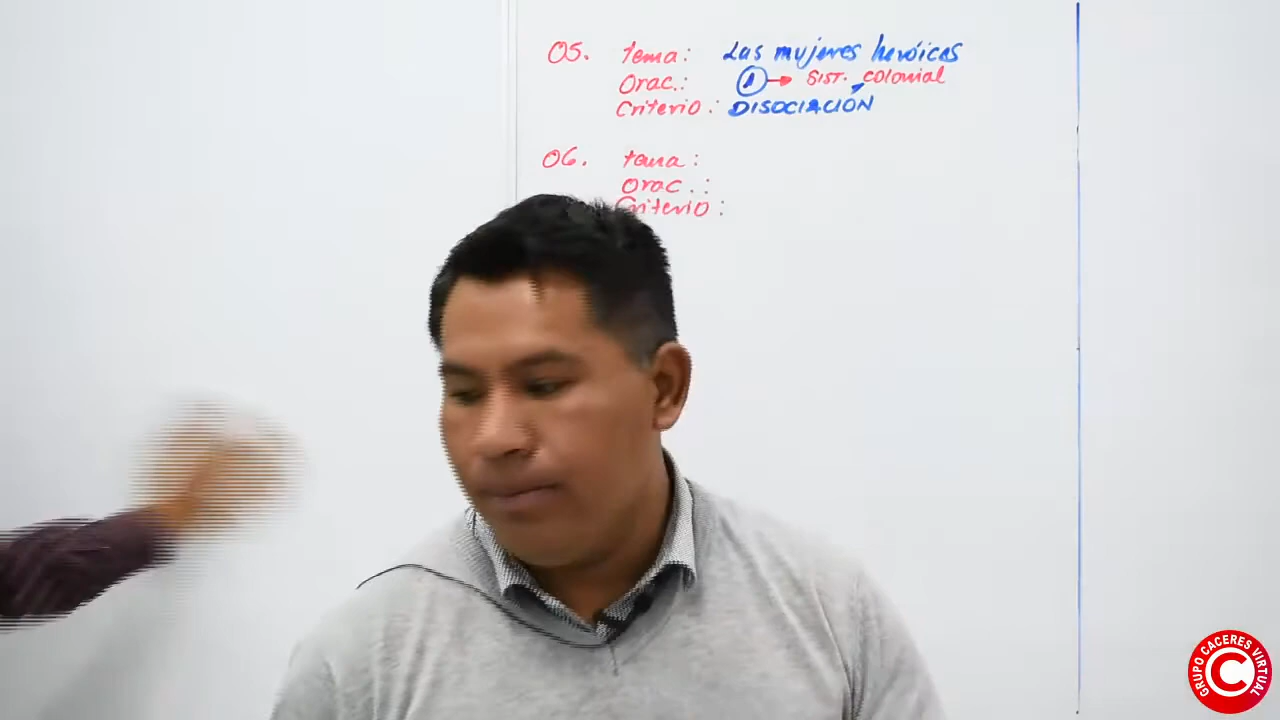 05. tema: Las mujeres heróicas
Orac.: 1 → SIST. colonial
Criterio: DISOCIACIÓN
06. tema:
Orac.:
Criterio:
GRUPO CACERES VIRTUAL
C